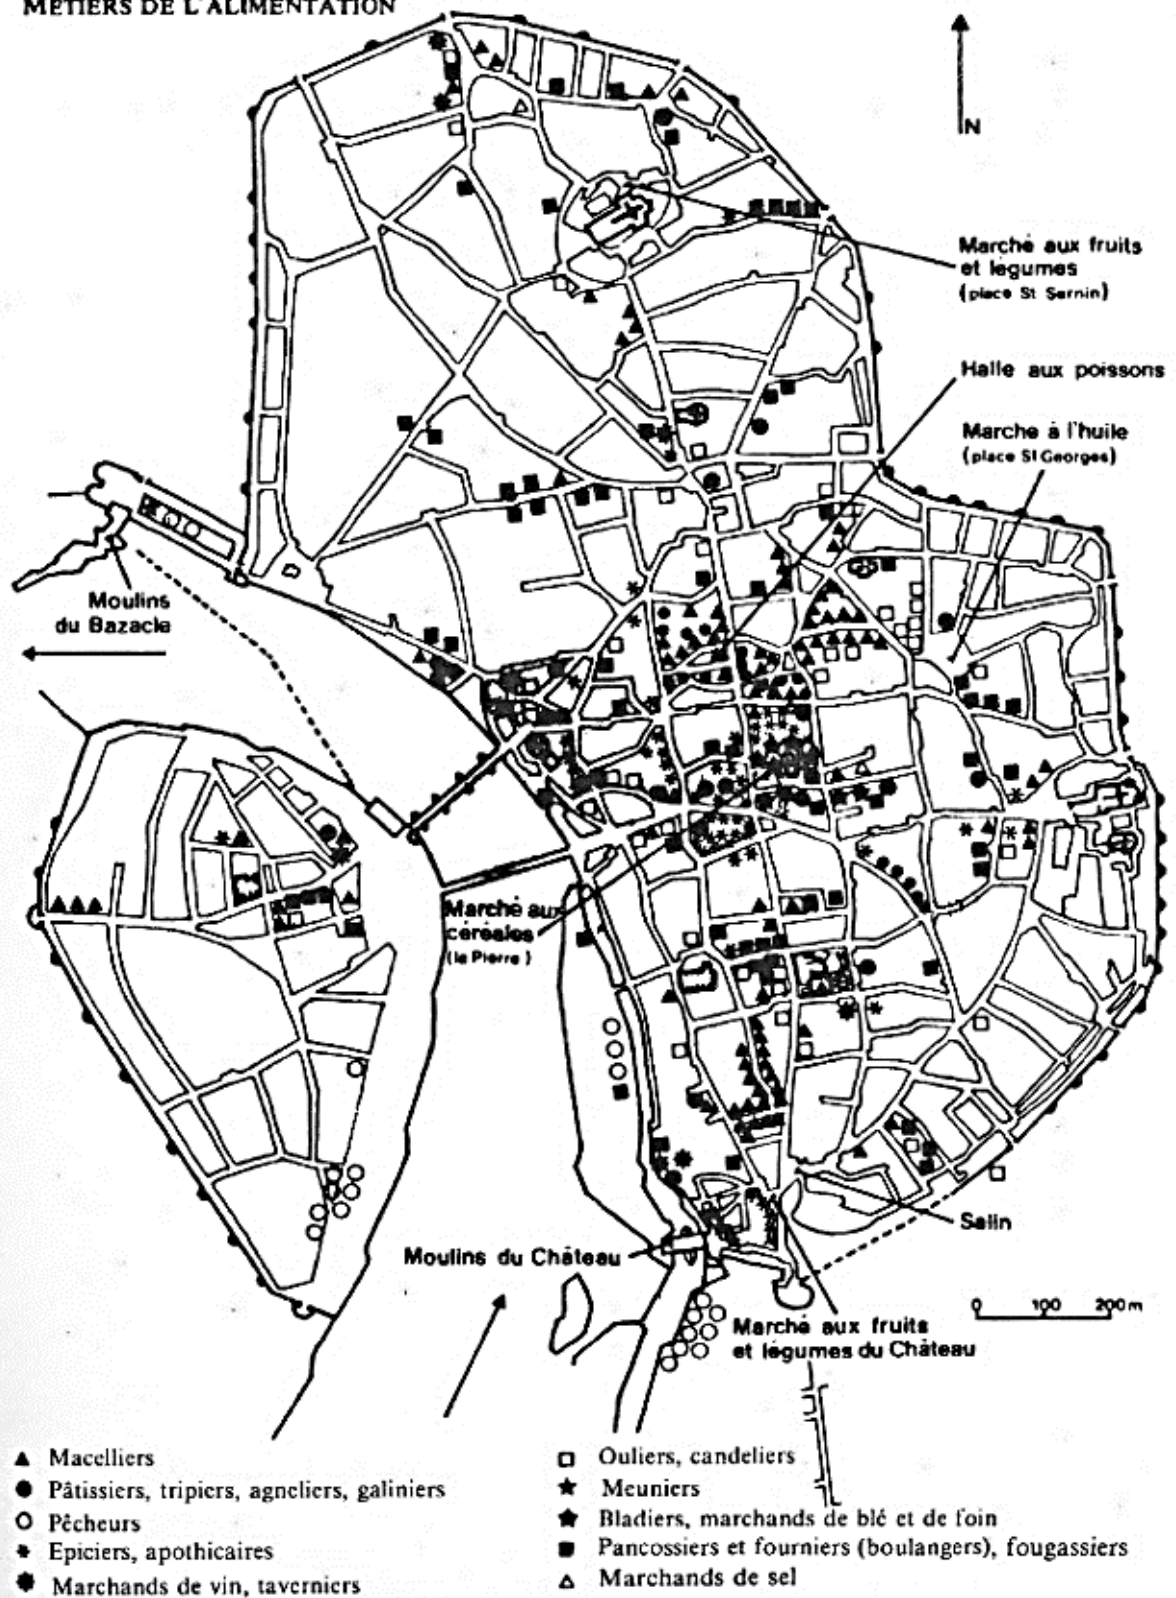 METIERS DE L'ALIMENTATION
N
Marché aux fruits
et légumes
(place St Sernin)
Halle aux poissons
Marche à l'huile
(place St Georges)
Moulins
du Bazacle
Marché aux
céréales
(la Pierre)
Salin
Moulins du Château
0 100 200m
Marché aux fruits
et légumes du Château
Macelliers
Pâtissiers, tripiers, agneliers, galiniers
Pêcheurs
Epiciers, apothicaires
Marchands de vin, taverniers
Ouliers, candeliers
Meuniers
Bladiers, marchands de blé et de foin
Pancossiers et fourniers (boulangers), fougassiers
Marchands de sel